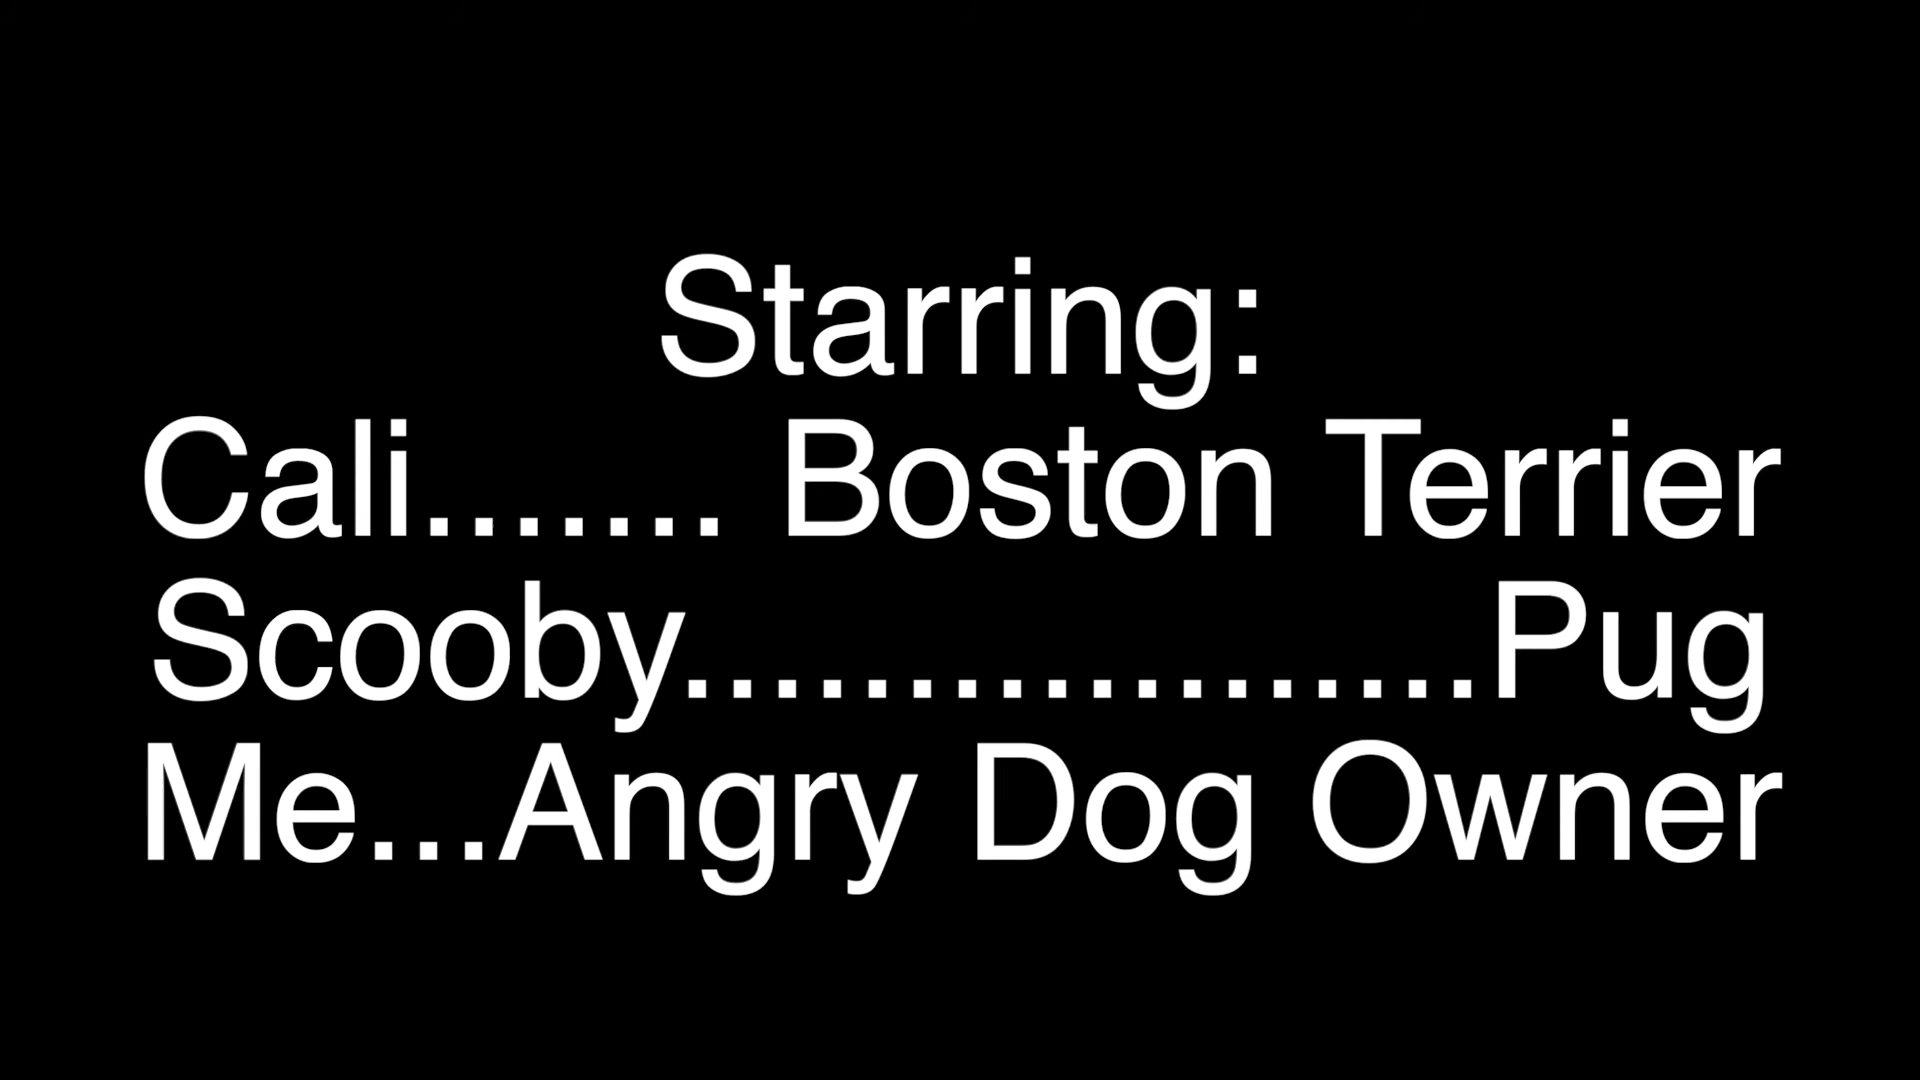 Starring:
Cali....... Boston Terrier
Scooby..................Pug
Me...Angry Dog Owner